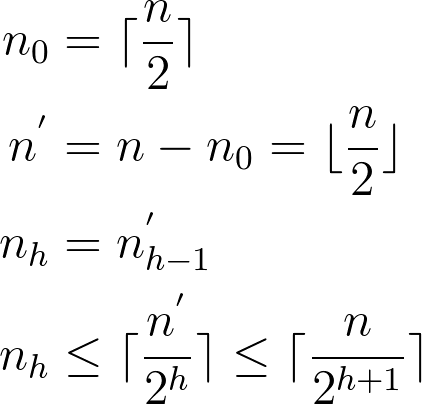 n_0 = ⌈n/2⌉
n' = n − n_0 = ⌊n/2⌋
n_h = n'_{h−1}
n_h ≤ ⌈n'/2^h⌉ ≤ ⌈n/2^{h+1}⌉